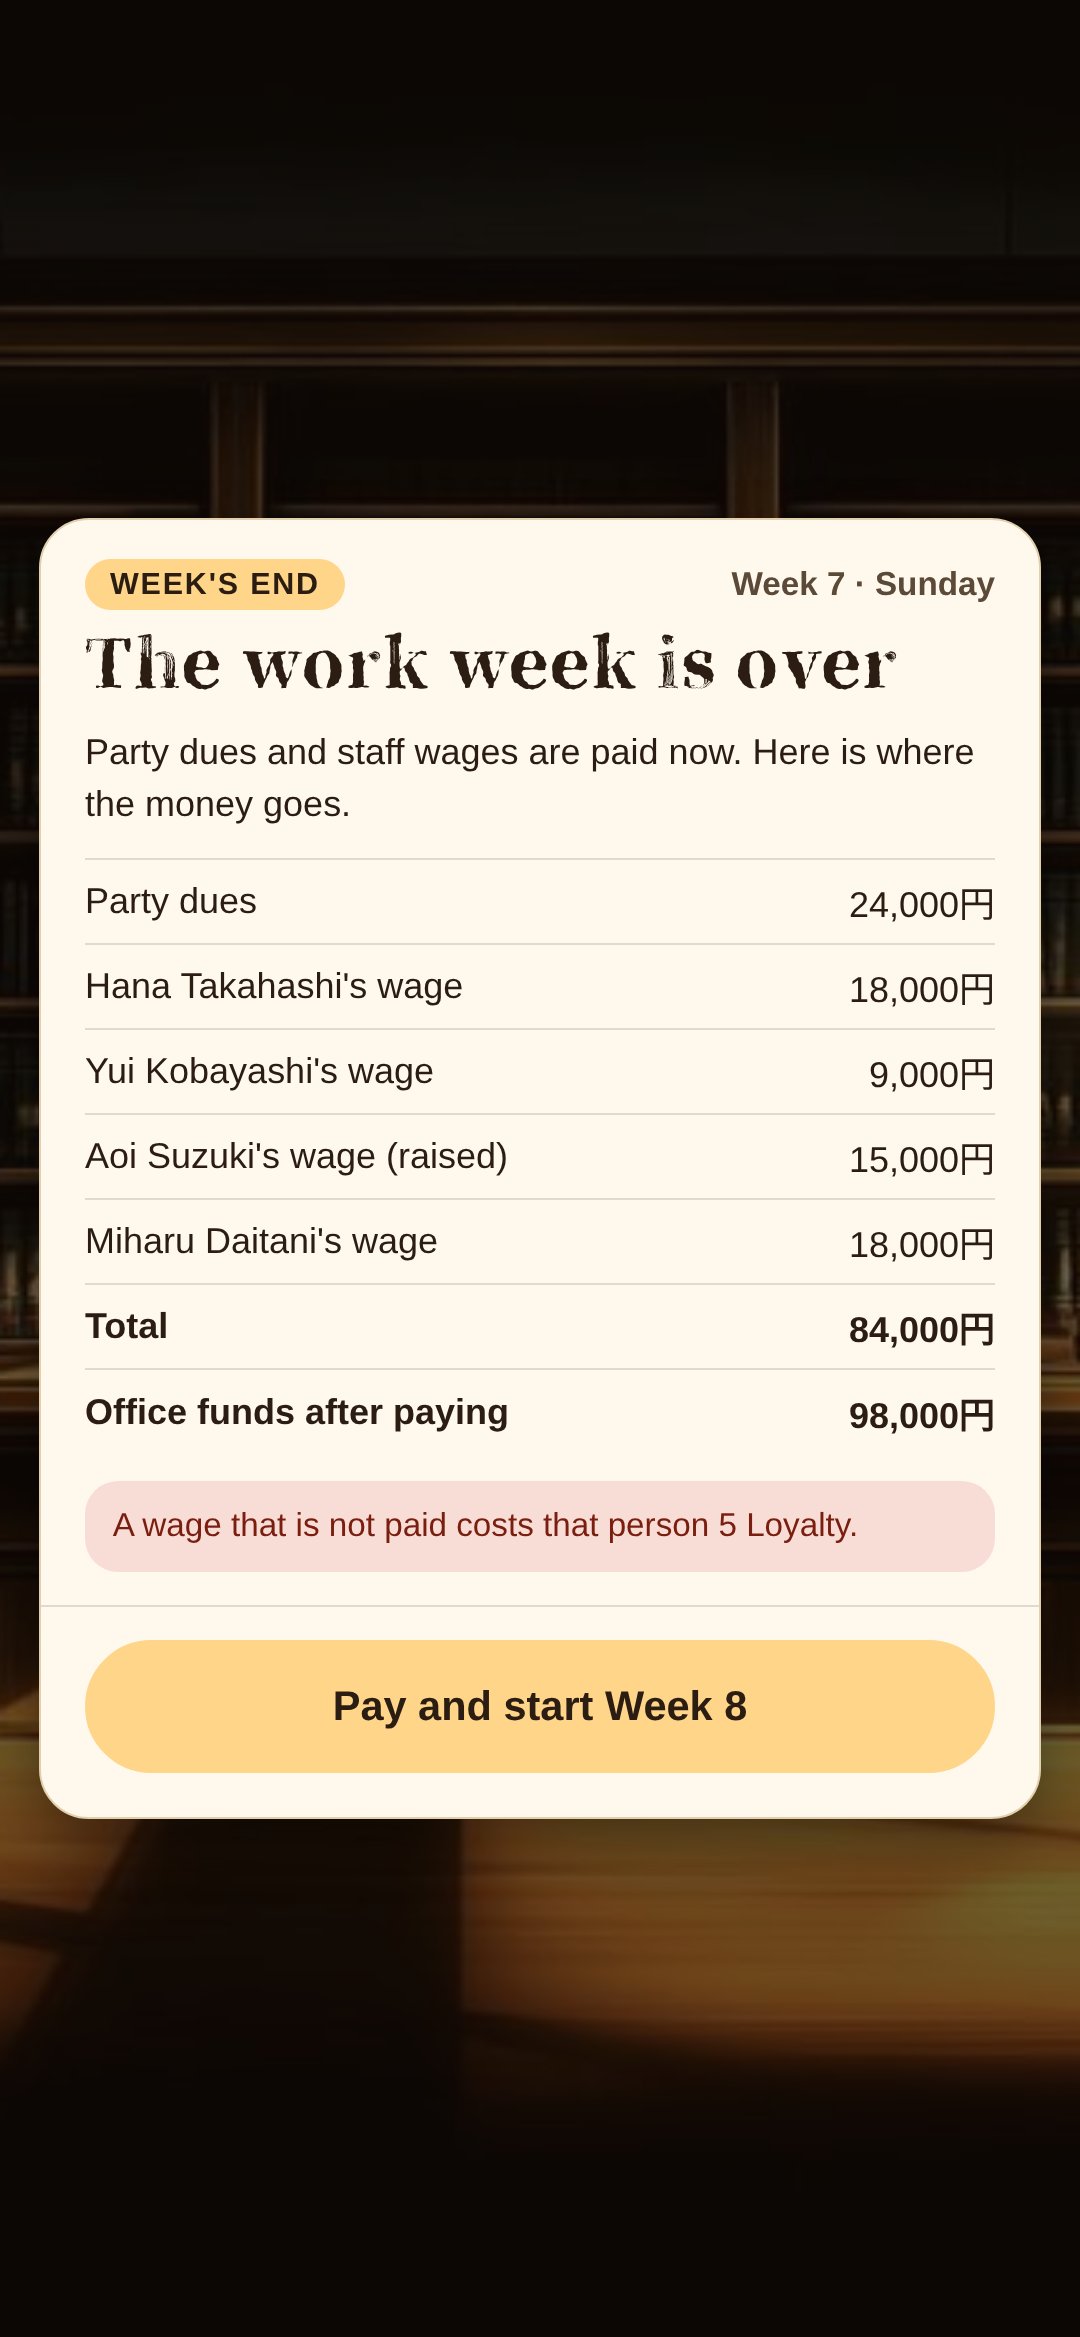 WEEK'S END
Week 7 · Sunday
The work week is over
Party dues and staff wages are paid now. Here is where
the money goes.
Party dues 24,000円
Hana Takahashi's wage 18,000円
Yui Kobayashi's wage 9,000円
Aoi Suzuki's wage (raised) 15,000円
Miharu Daitani's wage 18,000円
Total 84,000円
Office funds after paying 98,000円
A wage that is not paid costs that person 5 Loyalty.
Pay and start Week 8